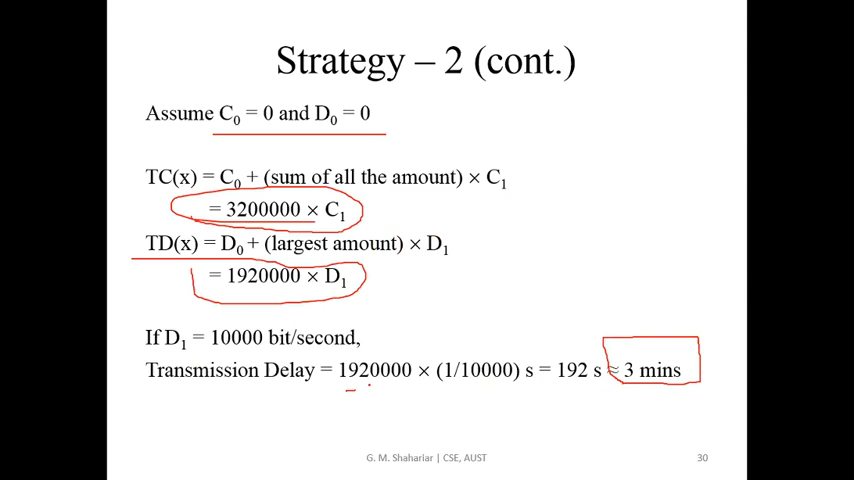 Strategy – 2 (cont.)
Assume C₀ = 0 and D₀ = 0
TC(x) = C₀ + (sum of all the amount) × C₁
= 3200000 × C₁
TD(x) = D₀ + (largest amount) × D₁
= 1920000 × D₁
If D₁ = 10000 bit/second,
Transmission Delay = 1920000 × (1/10000) s = 192 s ≈ 3 mins
G. M. Shahariar | CSE, AUST 30